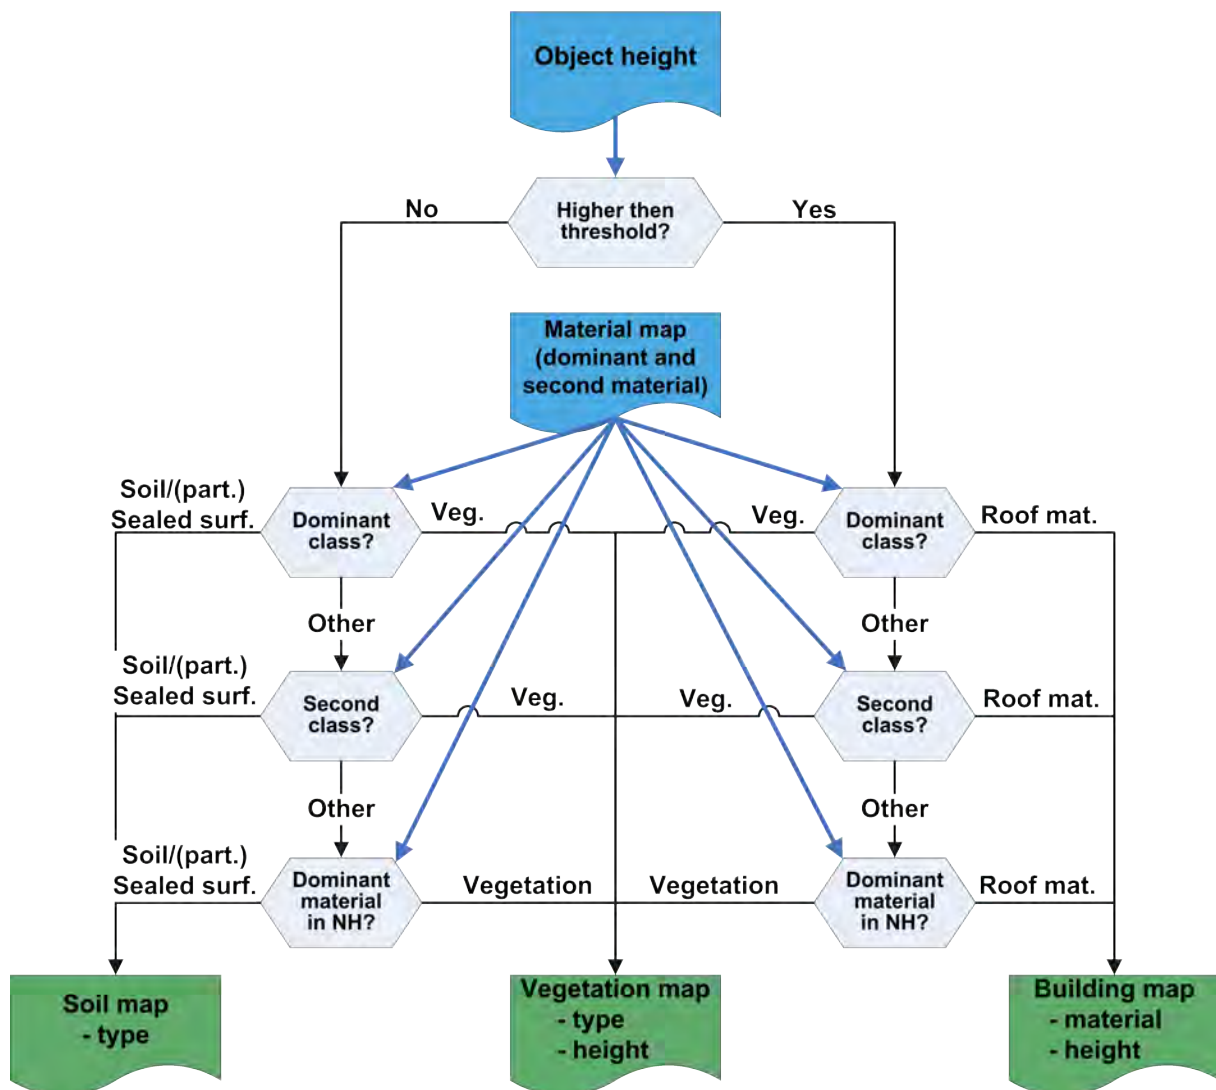 Object height
Higher then
threshold?
No
Yes
Material map
(dominant and
second material)
Soil/(part.)
Sealed surf.
Dominant
class?
Veg.
Veg.
Dominant
class?
Roof mat.
Other
Other
Soil/(part.)
Sealed surf.
Second
class?
Veg.
Veg.
Second
class?
Roof mat.
Other
Other
Soil/(part.)
Sealed surf.
Dominant
material
in NH?
Vegetation
Vegetation
Dominant
material
in NH?
Roof mat.
Soil map
- type
Vegetation map
- type
- height
Building map
- material
- height